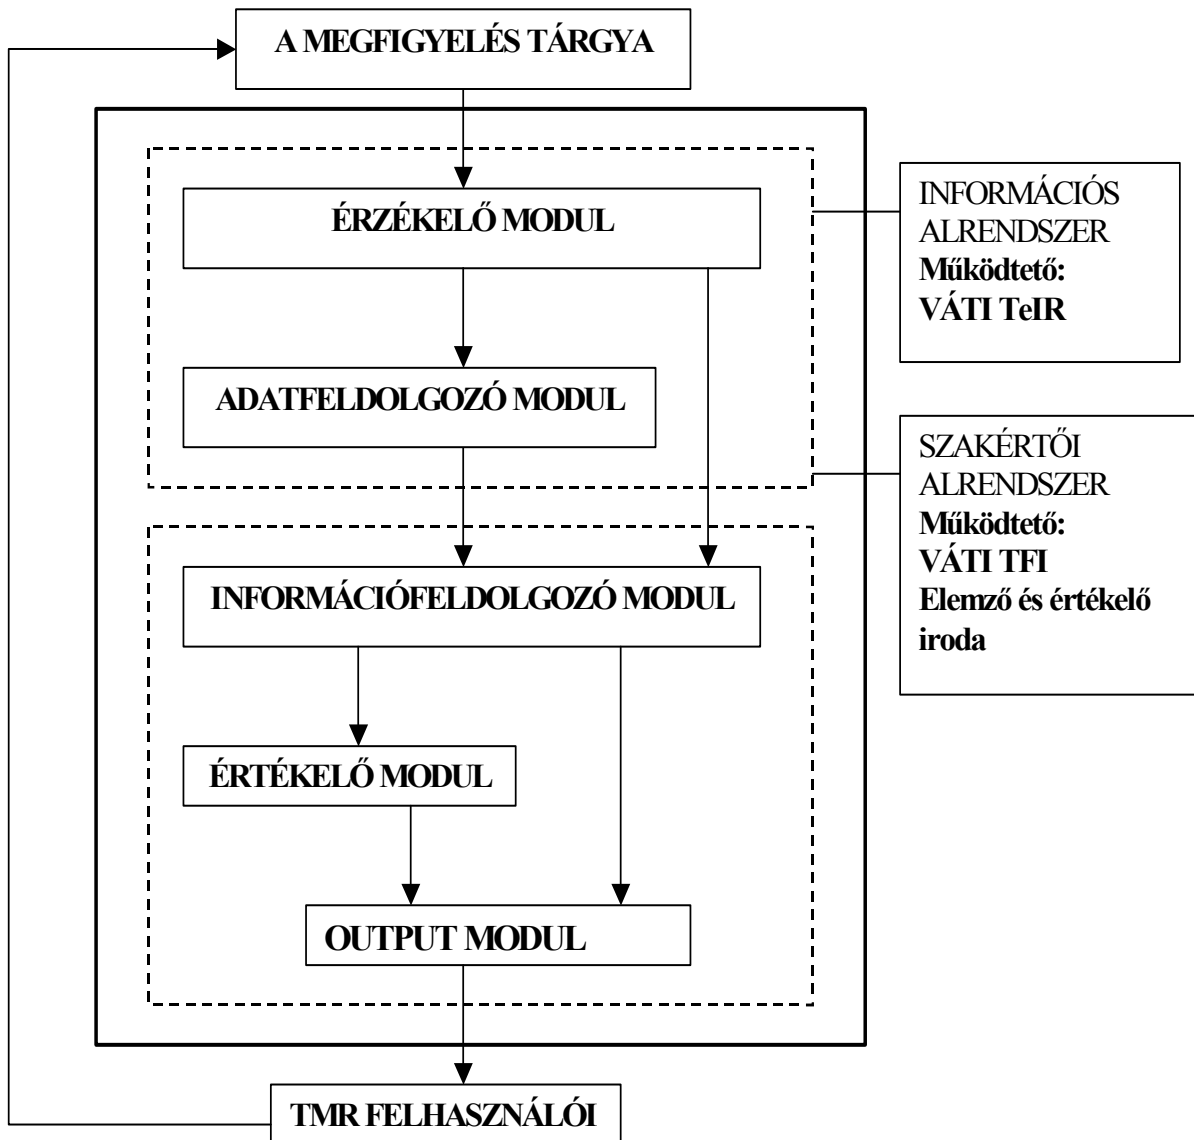 A MEGFIGYELÉS TÁRGYA
ÉRZÉKELŐ MODUL
INFORMÁCIÓS
ALRENDSZER
Működtető:
VÁTI TeIR
ADATFELDOLGOZÓ MODUL
SZAKÉRTŐI
ALRENDSZER
Működtető:
VÁTI TFI
Elemző és értékelő
iroda
INFORMÁCIÓFELDOLGOZÓ MODUL
ÉRTÉKELŐ MODUL
OUTPUT MODUL
TMR FELHASZNÁLÓI